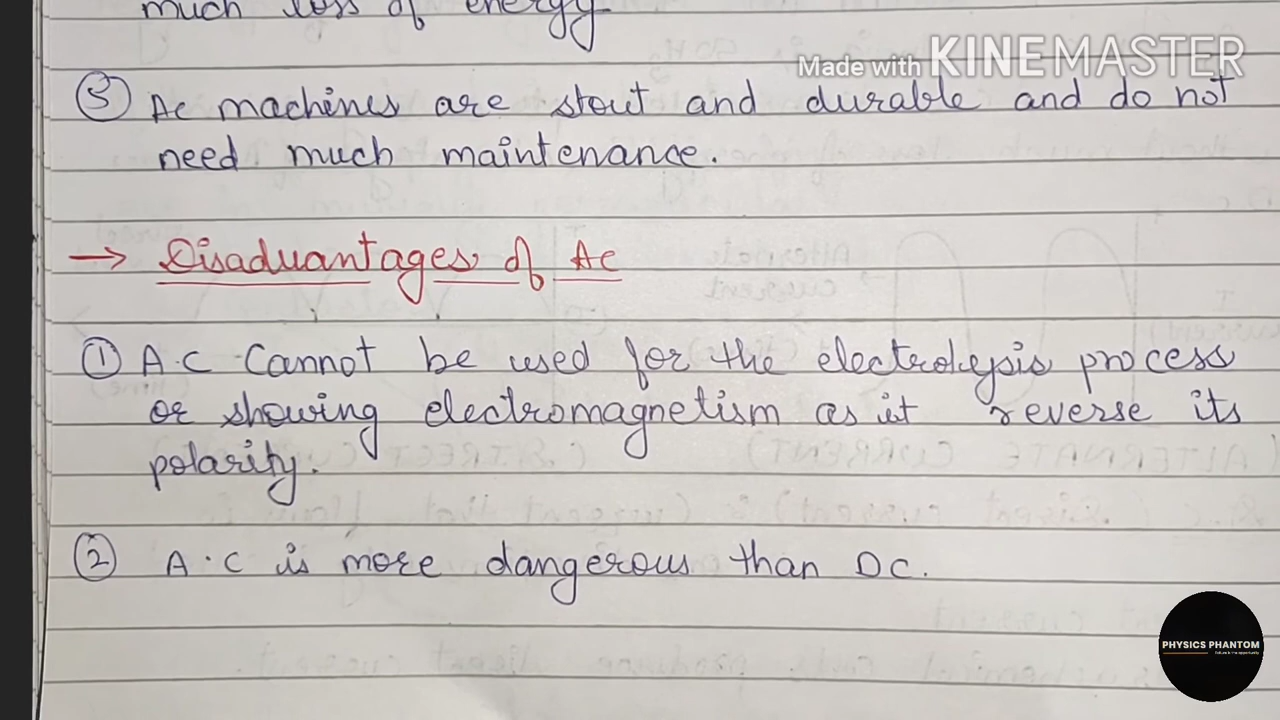 much loss of energy.
Made with KINEMASTER
③ Ac machines are stout and durable and do not
need much maintenance.
→ Disadvantages of Ac
① A.C Cannot be used for the electrolysis process
or showing electromagnetism as it reverse its
polarity.
② A.C is more dangerous than DC.
PHYSICS PHANTOM